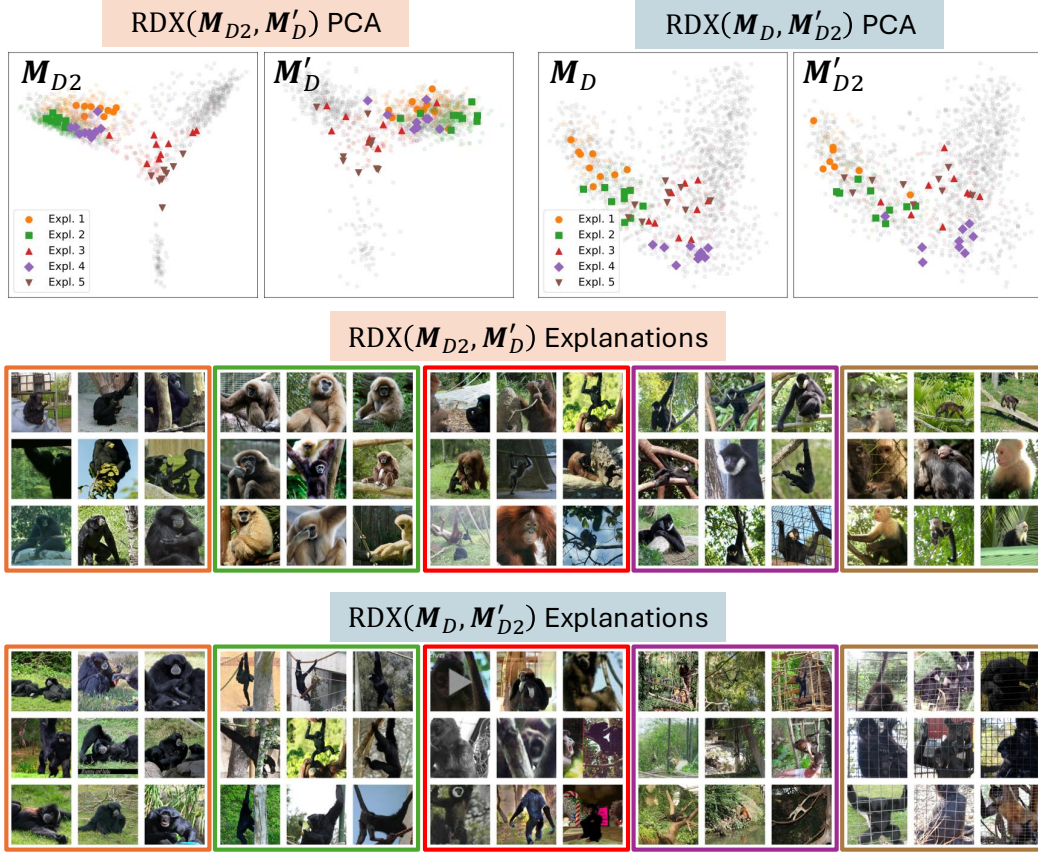 RDX(M_D2, M′_D) PCA
RDX(M_D, M′_D2) PCA
M_D2
M′_D
M_D
M′_D2
Expl. 1
Expl. 2
Expl. 3
Expl. 4
Expl. 5
Expl. 1
Expl. 2
Expl. 3
Expl. 4
Expl. 5
RDX(M_D2, M′_D) Explanations
RDX(M_D, M′_D2) Explanations